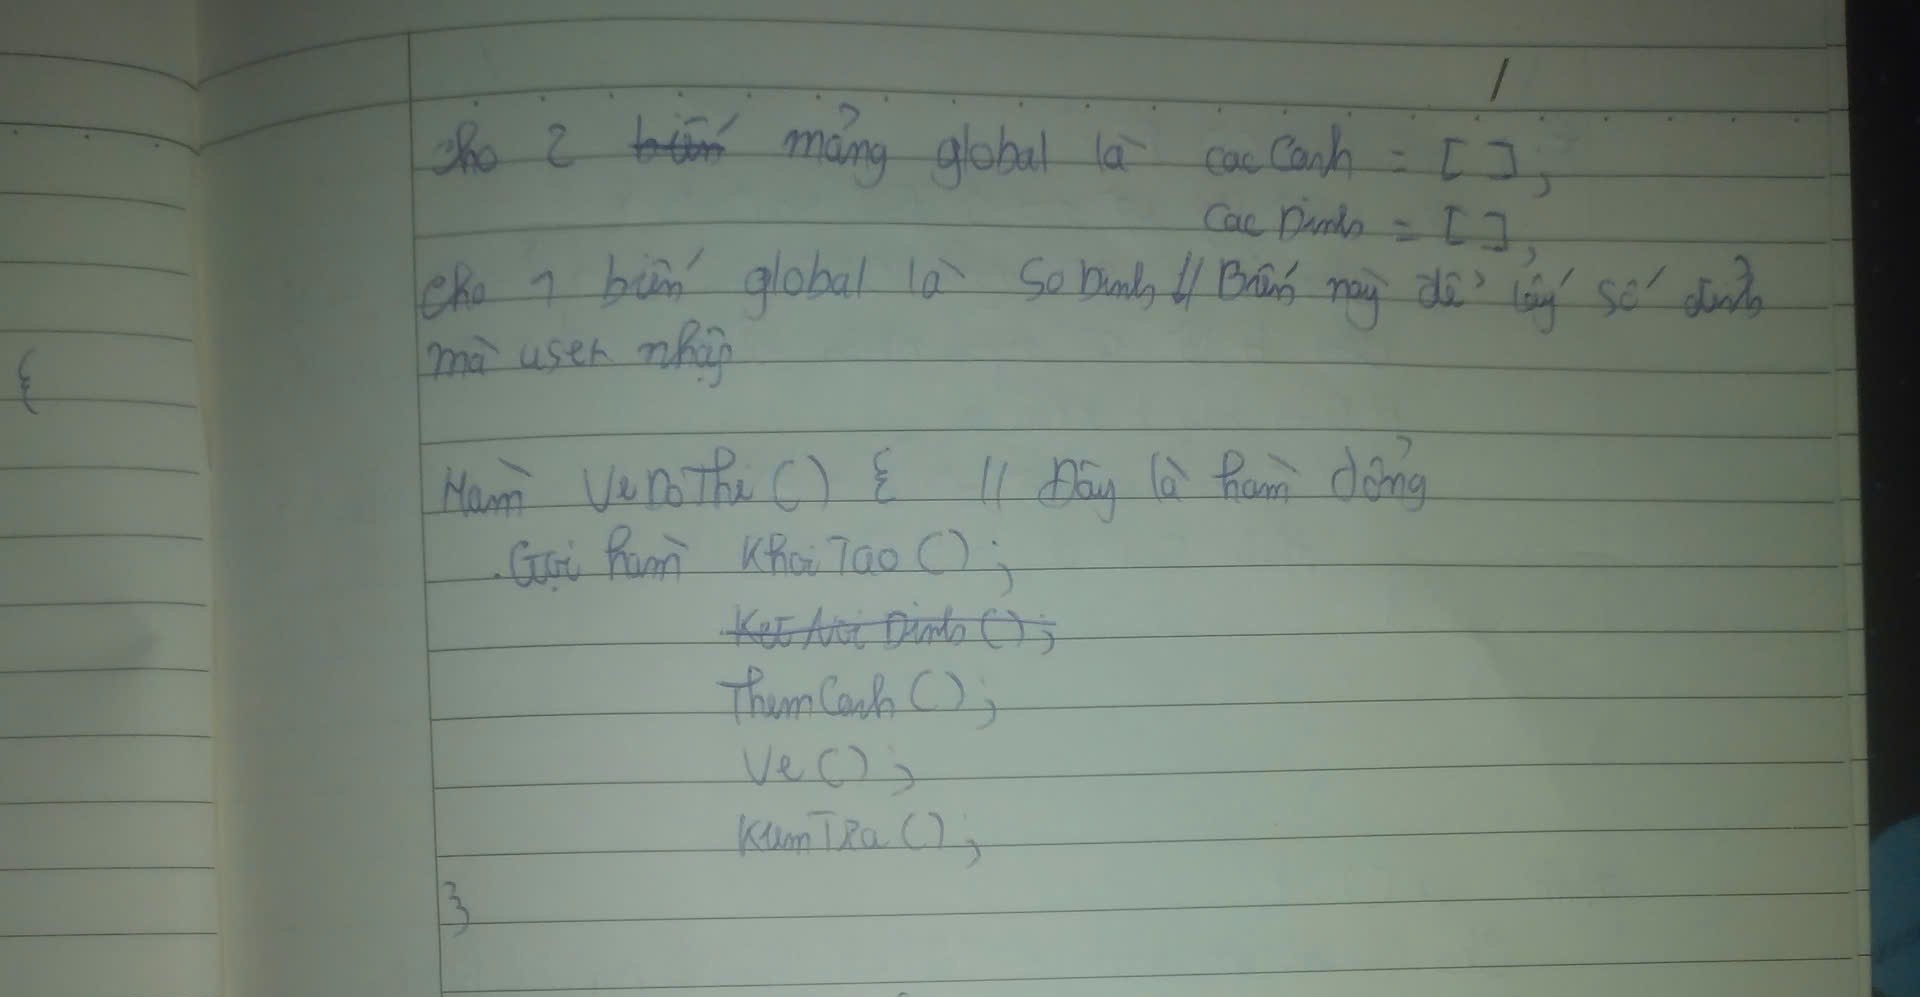 /
cho 2 biến mảng global là cacCanh = [ ];
CacDinh = [ ];
Cho 1 biến global là SoDinh // Biến này để lấy số đỉnh
mà user nhập
{
Hàm VeDoThi ( ) { // Đây là hàm động
. Gọi hàm KhoiTao ( ) ;
KetNoiDinh ( ) ;
ThemCanh ( ) ;
Ve ( ) ;
KiemTRa ( ) ;
}